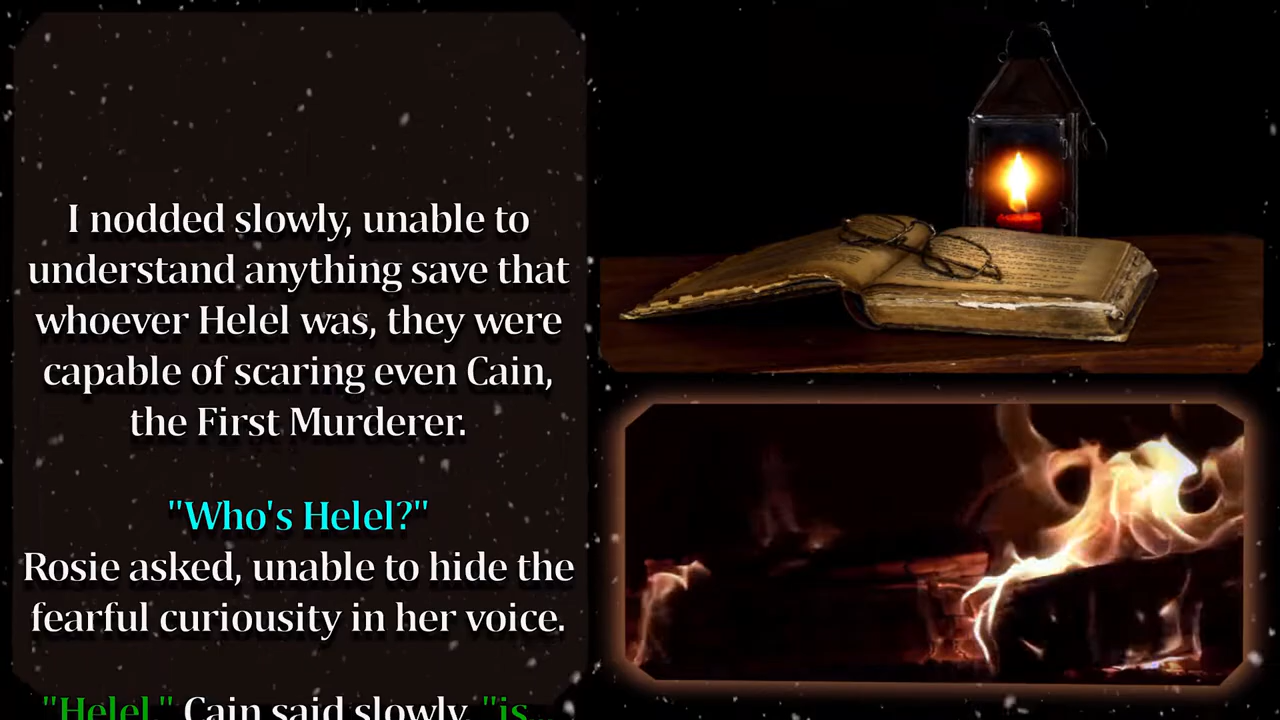 I nodded slowly, unable to
understand anything save that
whoever Helel was, they were
capable of scaring even Cain,
the First Murderer.
"Who's Helel?"
Rosie asked, unable to hide the
fearful curiousity in her voice.
"Helel," Cain said slowly, "is...